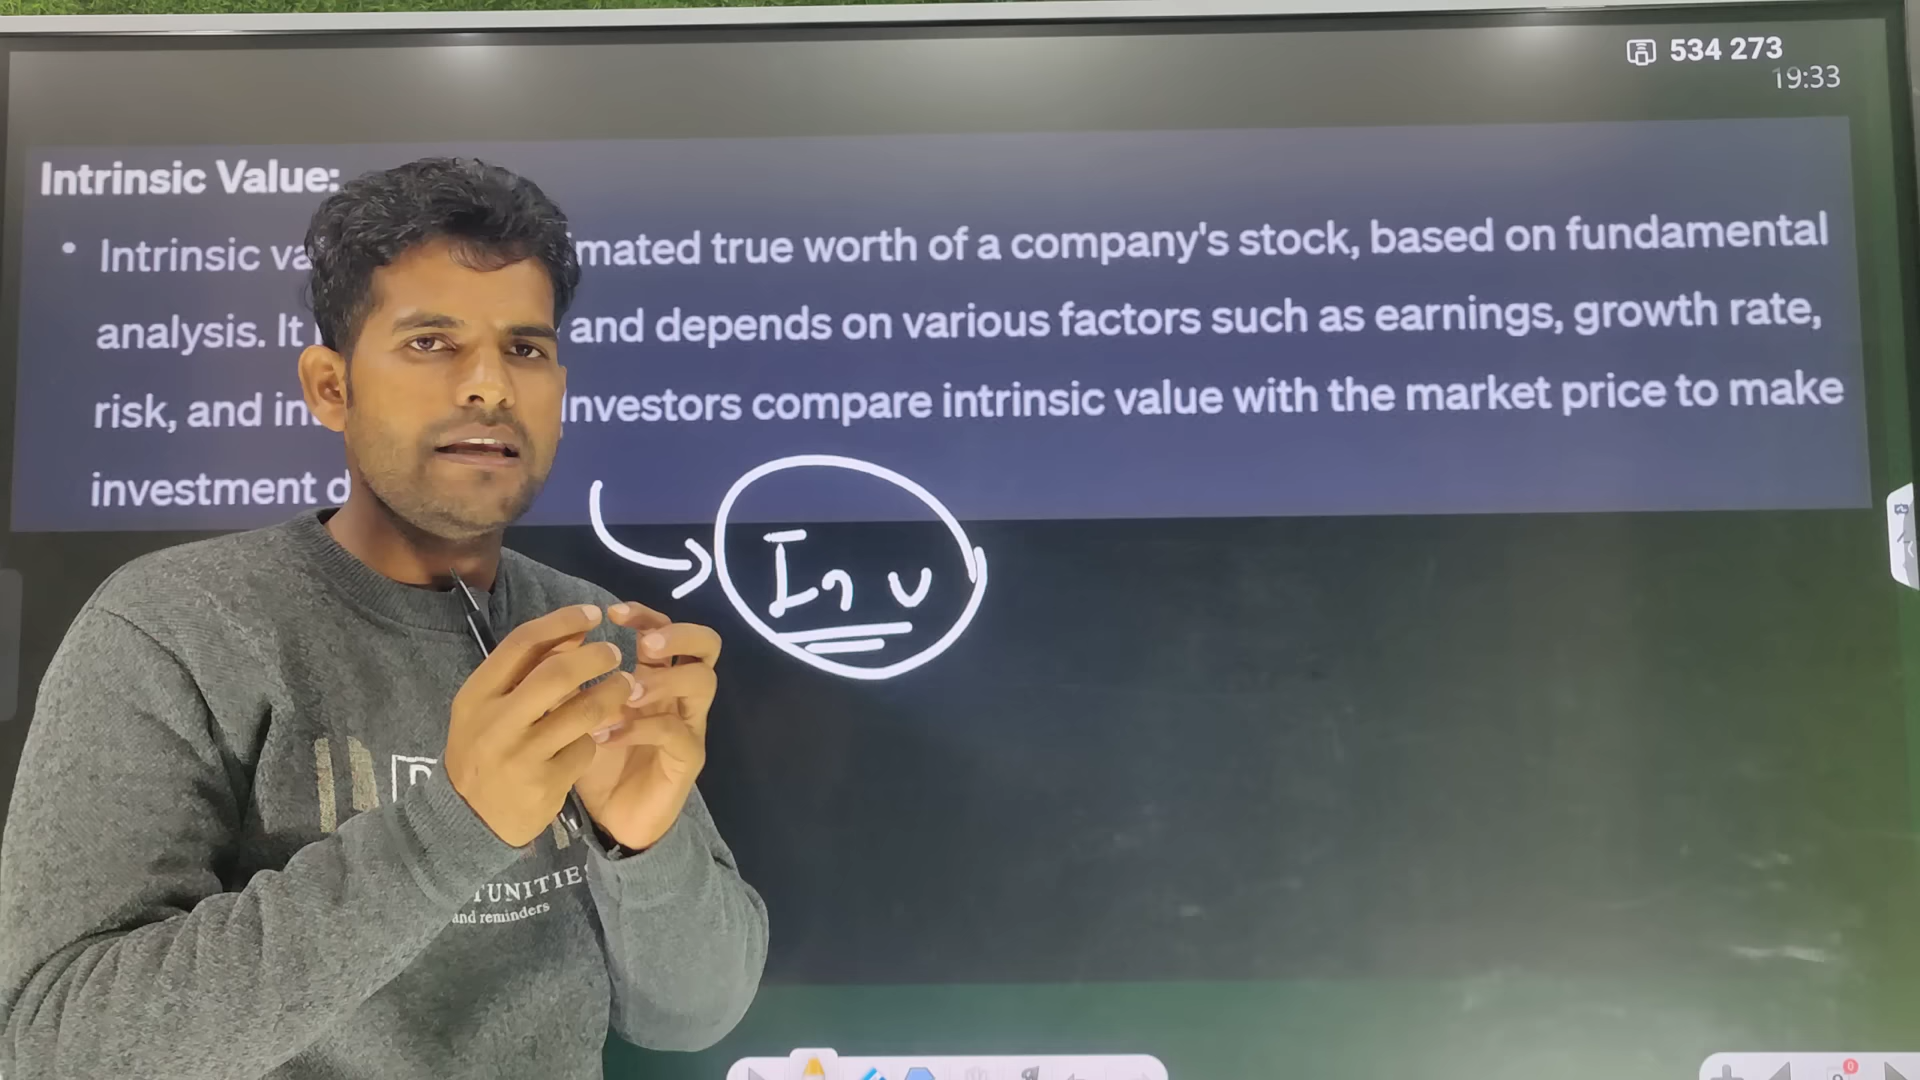 534 273
19:33
Intrinsic Value:
• Intrinsic mated true worth of a company's stock, based on fundamental
analysis. It and depends on various factors such as earnings, growth rate,
risk, and Investors compare intrinsic value with the market price to make
investment
In v
TUNITIES
and reminders